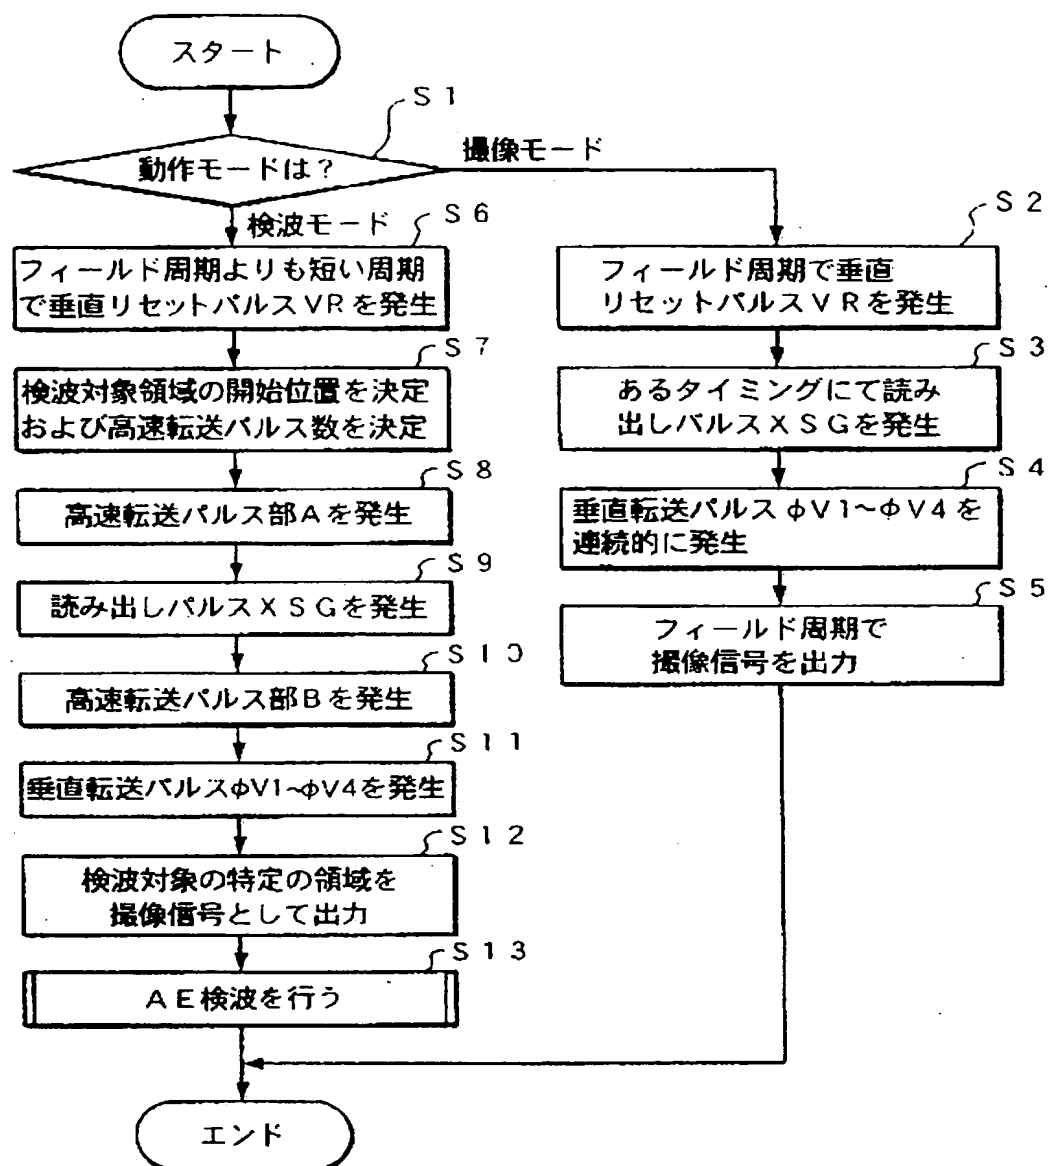 スタート
S1
動作モードは?
撮像モード
検波モード
S6
フィールド周期よりも短い周期
で垂直リセットパルスVRを発生
S7
検波対象領域の開始位置を決定
および高速転送パルス数を決定
S8
高速転送パルス部Aを発生
S9
読み出しパルスXSGを発生
S10
高速転送パルス部Bを発生
S11
垂直転送パルスφV1~φV4を発生
S12
検波対象の特定の領域を
撮像信号として出力
S13
AE検波を行う
S2
フィールド周期で垂直
リセットパルスVRを発生
S3
あるタイミングにて読み
出しパルスXSGを発生
S4
垂直転送パルスφV1~φV4を
連続的に発生
S5
フィールド周期で
撮像信号を出力
エンド